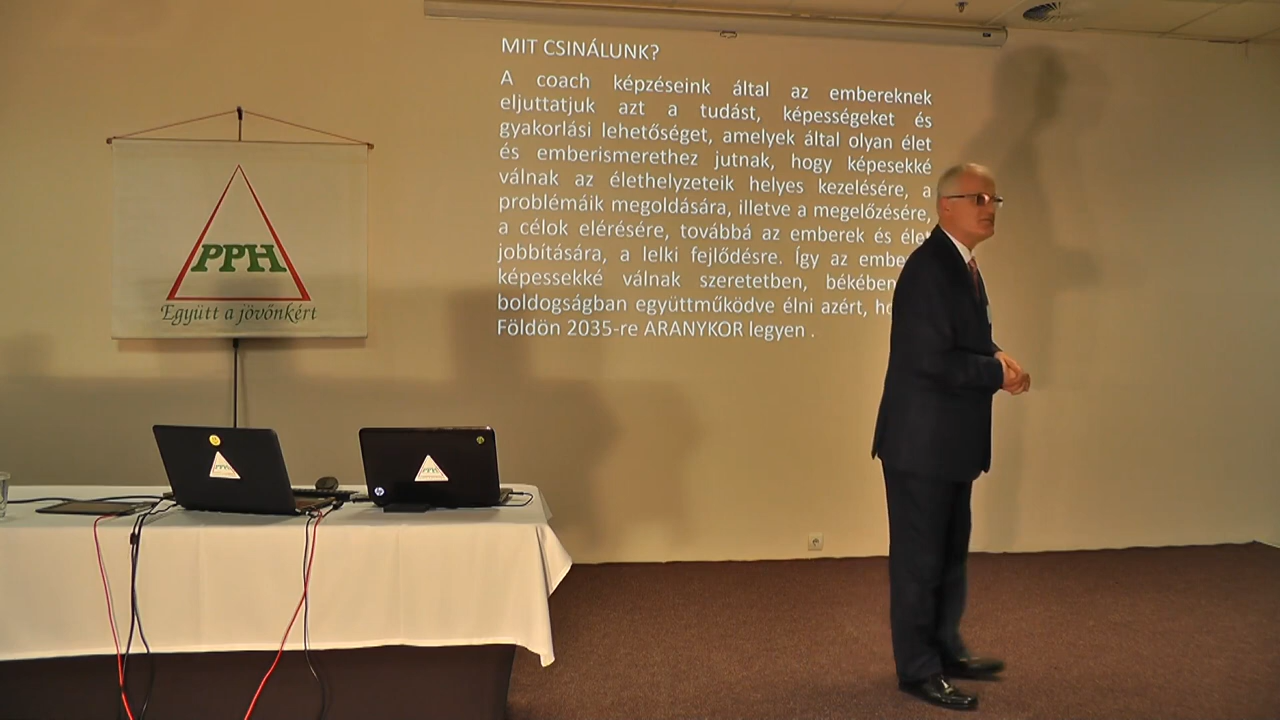 MIT CSINÁLUNK?
A coach képzéseink által az embereknek
eljuttatjuk azt a tudást, képességeket és
gyakorlási lehetőséget, amelyek által olyan élet
és emberismerethez jutnak, hogy képesekké
válnak az élethelyzeteik helyes kezelésére, a
problémáik megoldására, illetve a megelőzésére,
a célok elérésére, továbbá az emberek és élet
jobbítására, a lelki fejlődésre. Így az
képessekké válnak szeretetben, békében
boldogságban együttműködve élni azért,
Földön 2035-re ARANYKOR legyen .
PPH
Együtt a jövőnkért
PPH
PPH
hp